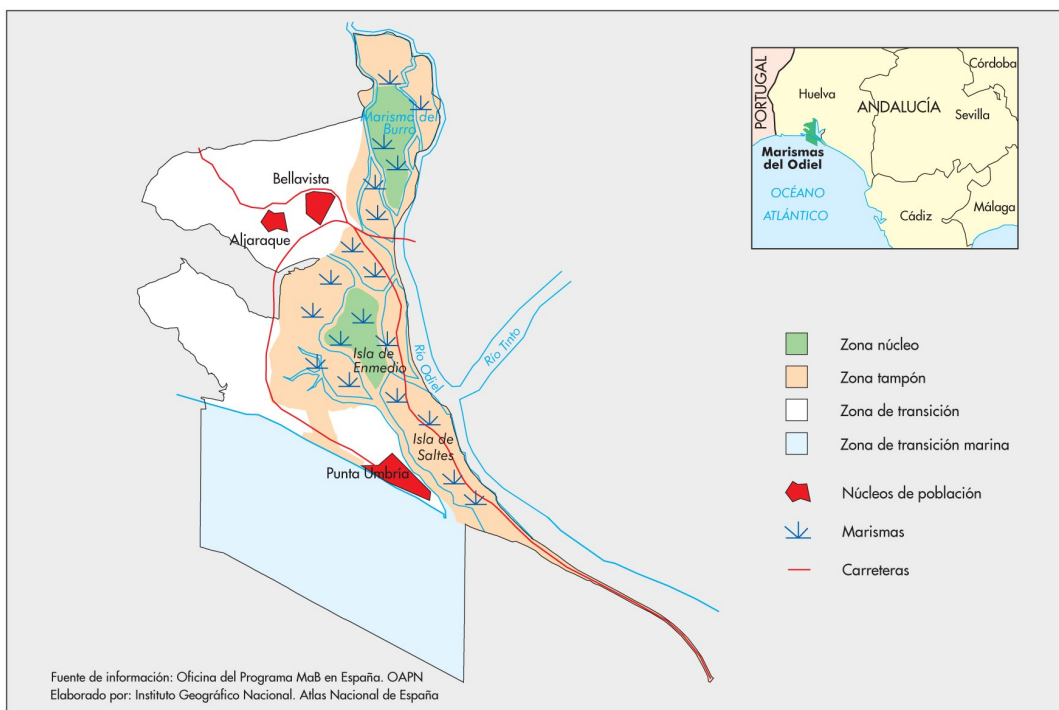 Marisma del
Burro
Bellavista
Aljaraque
Isla de
Enmedio
Río Odiel
Río Tinto
Isla de
Saltes
Punta Umbría
PORTUGAL
Huelva
Córdoba
ANDALUCÍA
Sevilla
Marismas
del Odiel
OCÉANO
ATLÁNTICO
Cádiz
Málaga
Zona núcleo
Zona tampón
Zona de transición
Zona de transición marina
Núcleos de población
Marismas
Carreteras
Fuente de información: Oficina del Programa MaB en España. OAPN
Elaborado por: Instituto Geográfico Nacional. Atlas Nacional de España